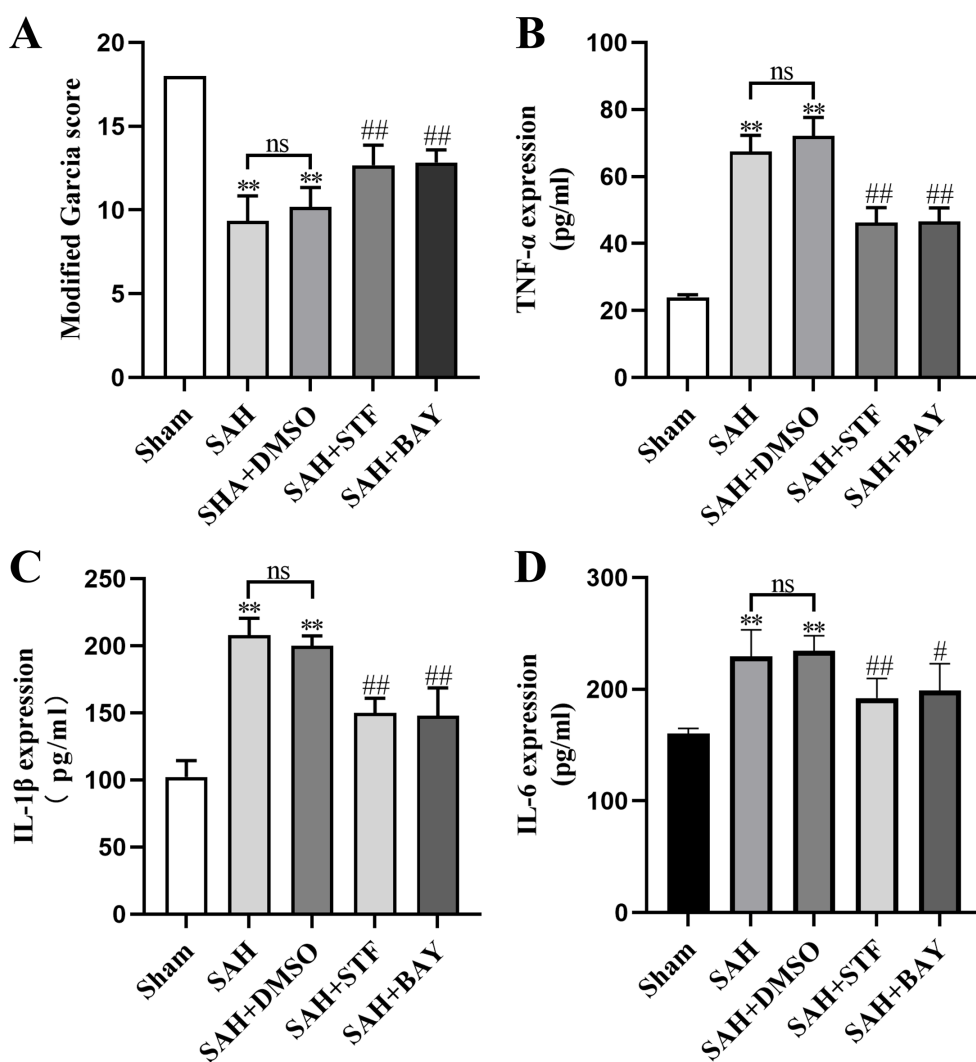 A
Modified Garcia score
20
15
10
5
0
ns
**
**
##
##
Sham
SAH
SHA+DMSO
SAH+STF
SAH+BAY
B
TNF-α expression
(pg/ml)
100
80
60
40
20
0
ns
**
**
##
##
Sham
SAH
SAH+DMSO
SAH+STF
SAH+BAY
C
IL-1β expression
( pg/ml)
250
200
150
100
50
0
ns
**
**
##
##
Sham
SAH
SAH+DMSO
SAH+STF
SAH+BAY
D
IL-6 expression
(pg/ml)
300
200
100
0
ns
**
**
##
#
Sham
SAH
SAH+DMSO
SAH+STF
SAH+BAY